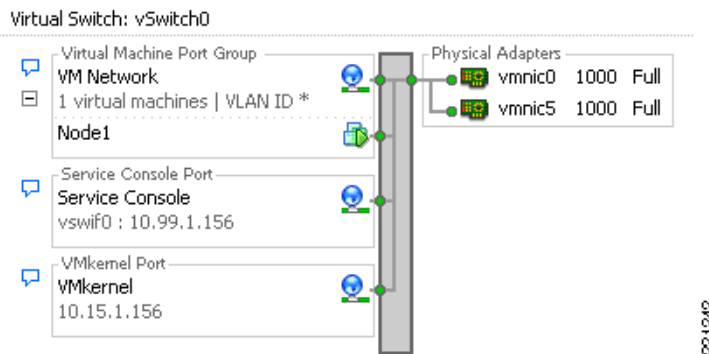 Virtual Switch: vSwitch0
Virtual Machine Port Group
VM Network
1 virtual machines | VLAN ID *
Node1
Service Console Port
Service Console
vswif0 : 10.99.1.156
VMkernel Port
VMkernel
10.15.1.156
Physical Adapters
vmnic0 1000 Full
vmnic5 1000 Full